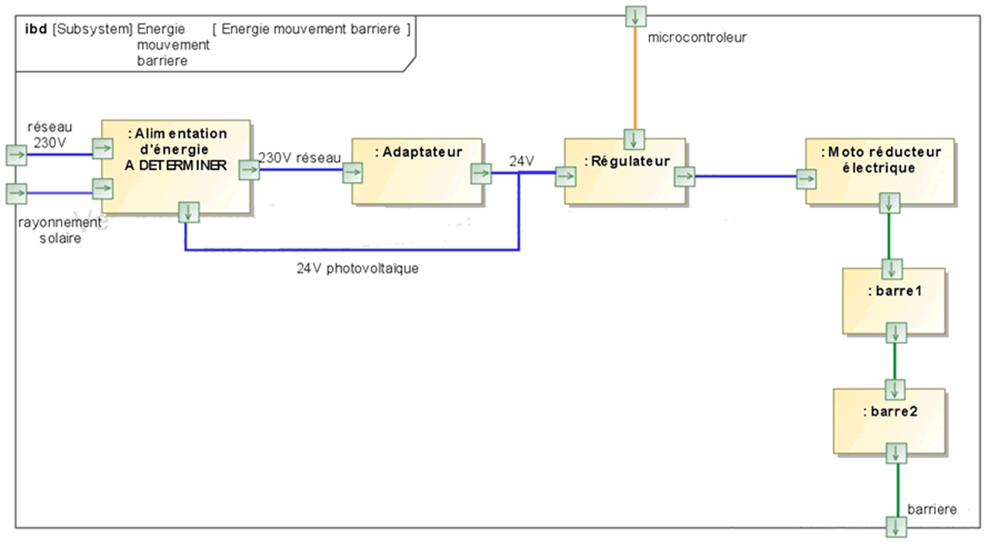 ibd [Subsystem] Energie [ Energie mouvement barriere ]
mouvement
barriere
microcontroleur
réseau
230V
: Alimentation
d'énergie
A DETERMINER
230V réseau
: Adaptateur
24V
: Régulateur
: Moto réducteur
électrique
rayonnement
solaire
24V photovoltaïque
: barre1
: barre2
barriere